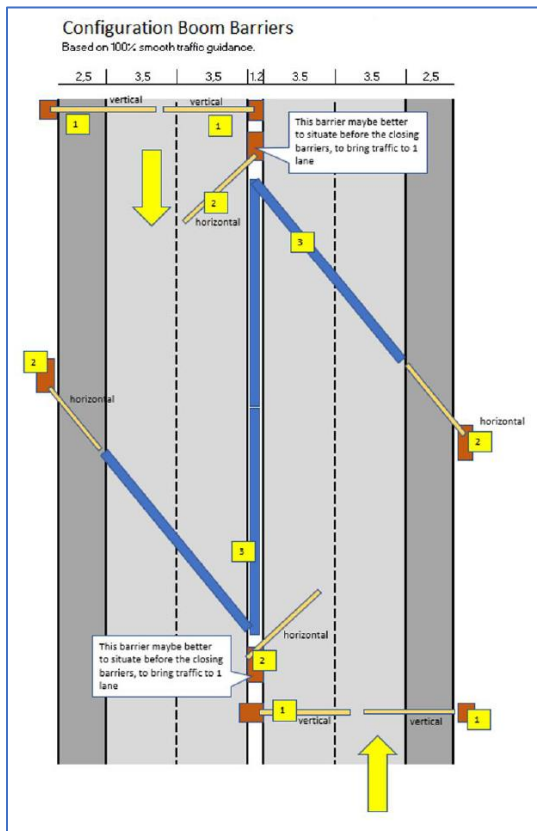 Configuration Boom Barriers
Based on 100% smooth traffic guidance.
2,5 3.5 3.5 1.2 3.5 3.5 2,5
vertical vertical
1 1
This barrier maybe better
to situate before the closing
barriers, to bring traffic to 1
lane
2
horizontal
3
2
horizontal
horizontal
2
3
horizontal
This barrier maybe better
to situate before the closing
barriers, to bring traffic to 1
lane
2
1
vertical vertical
1